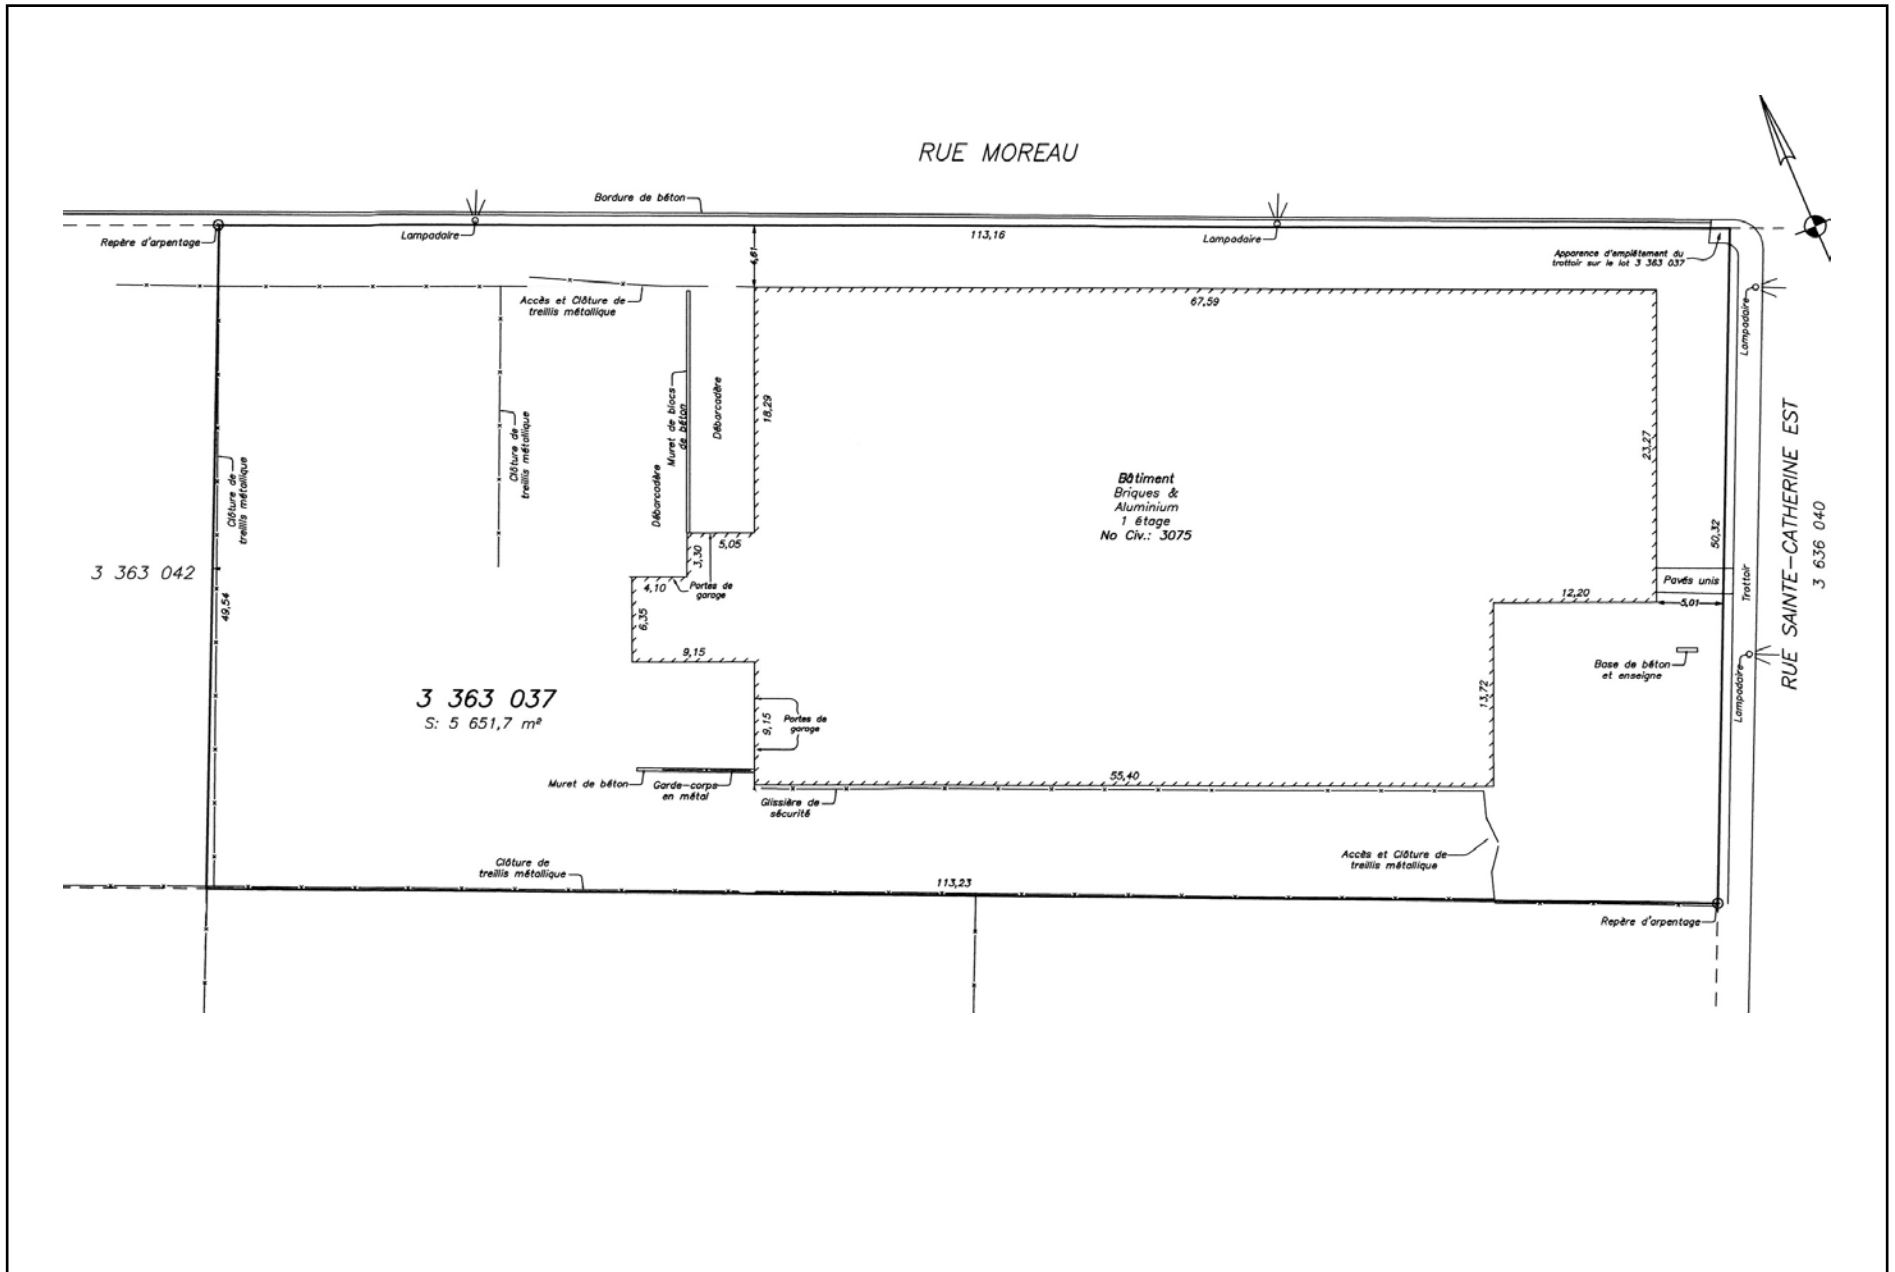 RUE MOREAU
Bordure de béton
Repère d'arpentage
Lampadaire
113,16
Lampadaire
Apparence d'empiètement du
trottoir sur le lot 3 363 037
4,61
Accès et Clôture de
treillis métallique
67,59
Lampadaire
Clôture de
treillis métallique
Clôture de
treillis métallique
Muret de blocs
de béton
Débarcadère
Débarcadère
18,29
23,27
RUE SAINTE-CATHERINE EST
3 636 040
Bâtiment
Briques &
Aluminium
1 étage
No Civ.: 3075
50,32
5,05
3,30
3 363 042
4,10
Portes de
garage
Pavés unis
Trottoir
12,20
5,01
49,54
6,35
9,15
Base de béton
et enseigne
Lampadaire
3 363 037
S: 5 651,7 m²
13,72
9,15
Portes de
garage
Muret de béton
Garde-corps
en métal
55,40
Glissière de
sécurité
Accès et Clôture de
treillis métallique
Clôture de
treillis métallique
113,23
Repère d'arpentage